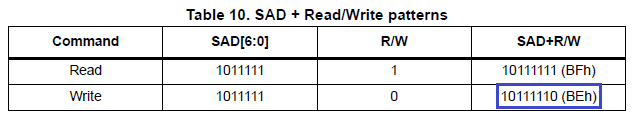 Table 10. SAD + Read/Write patterns
Command SAD[6:0] R/W SAD+R/W
Read 1011111 1 10111111 (BFh)
Write 1011111 0 10111110 (BEh)